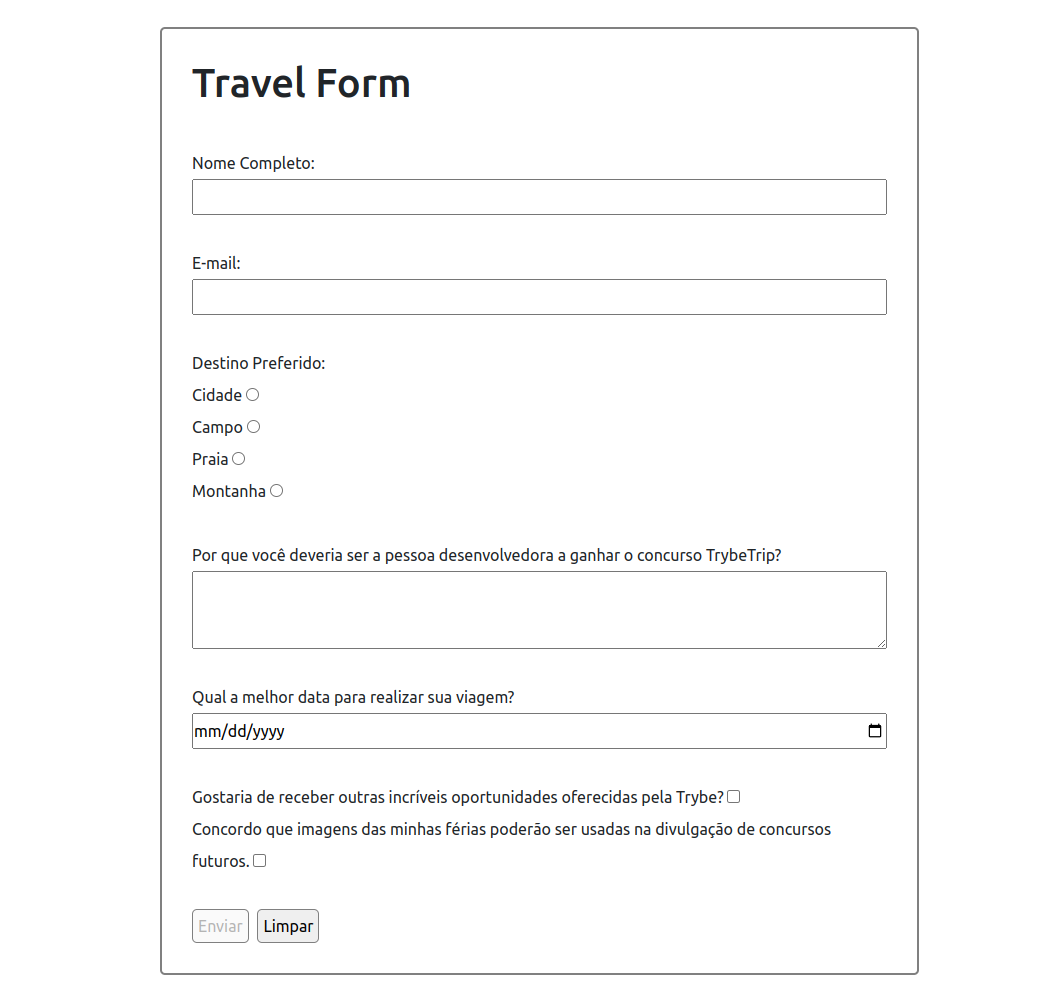 Travel Form
Nome Completo:
E-mail:
Destino Preferido:
Cidade
Campo
Praia
Montanha
Por que você deveria ser a pessoa desenvolvedora a ganhar o concurso TrybeTrip?
Qual a melhor data para realizar sua viagem?
mm/dd/yyyy
Gostaria de receber outras incríveis oportunidades oferecidas pela Trybe?
Concordo que imagens das minhas férias poderão ser usadas na divulgação de concursos
futuros.
Enviar Limpar